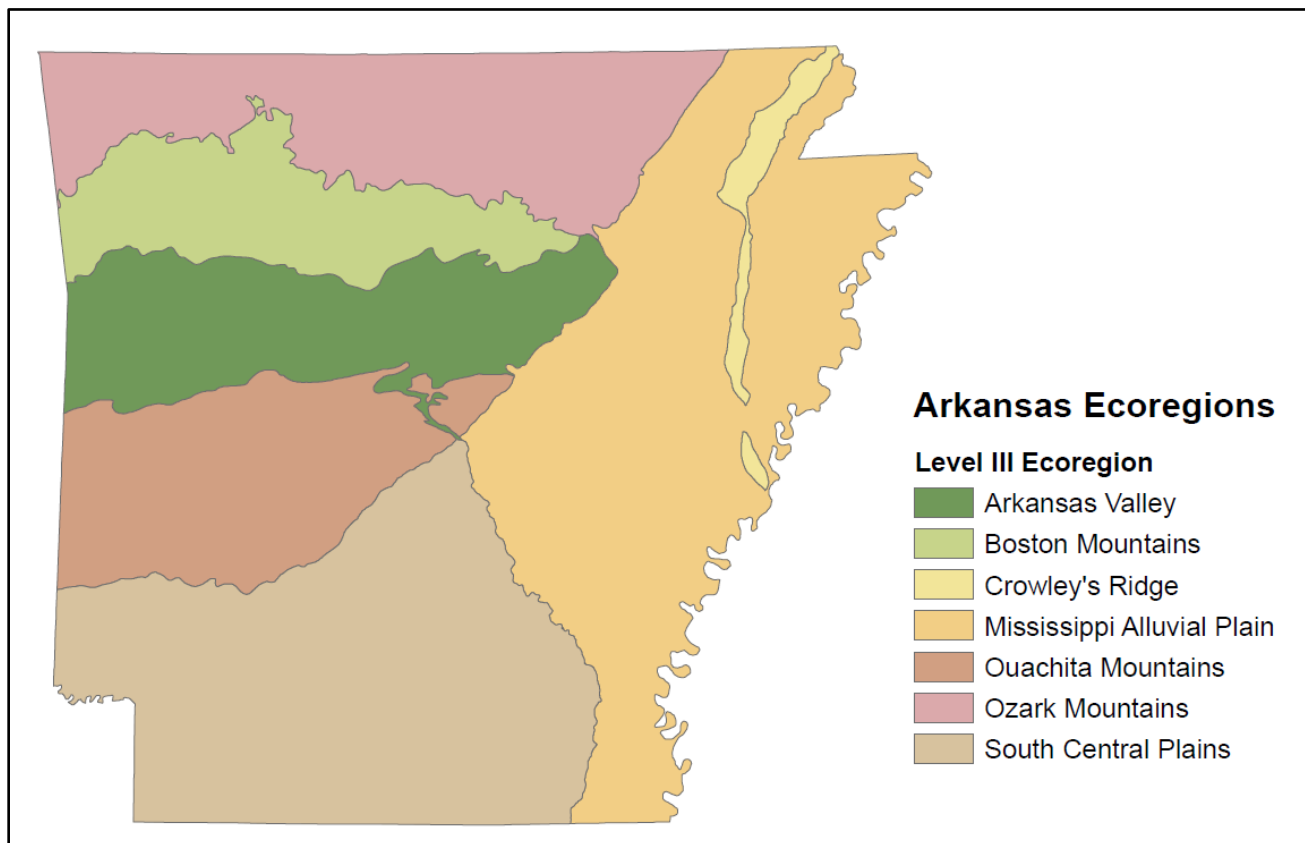 Arkansas Ecoregions
Level III Ecoregion
Arkansas Valley
Boston Mountains
Crowley's Ridge
Mississippi Alluvial Plain
Ouachita Mountains
Ozark Mountains
South Central Plains